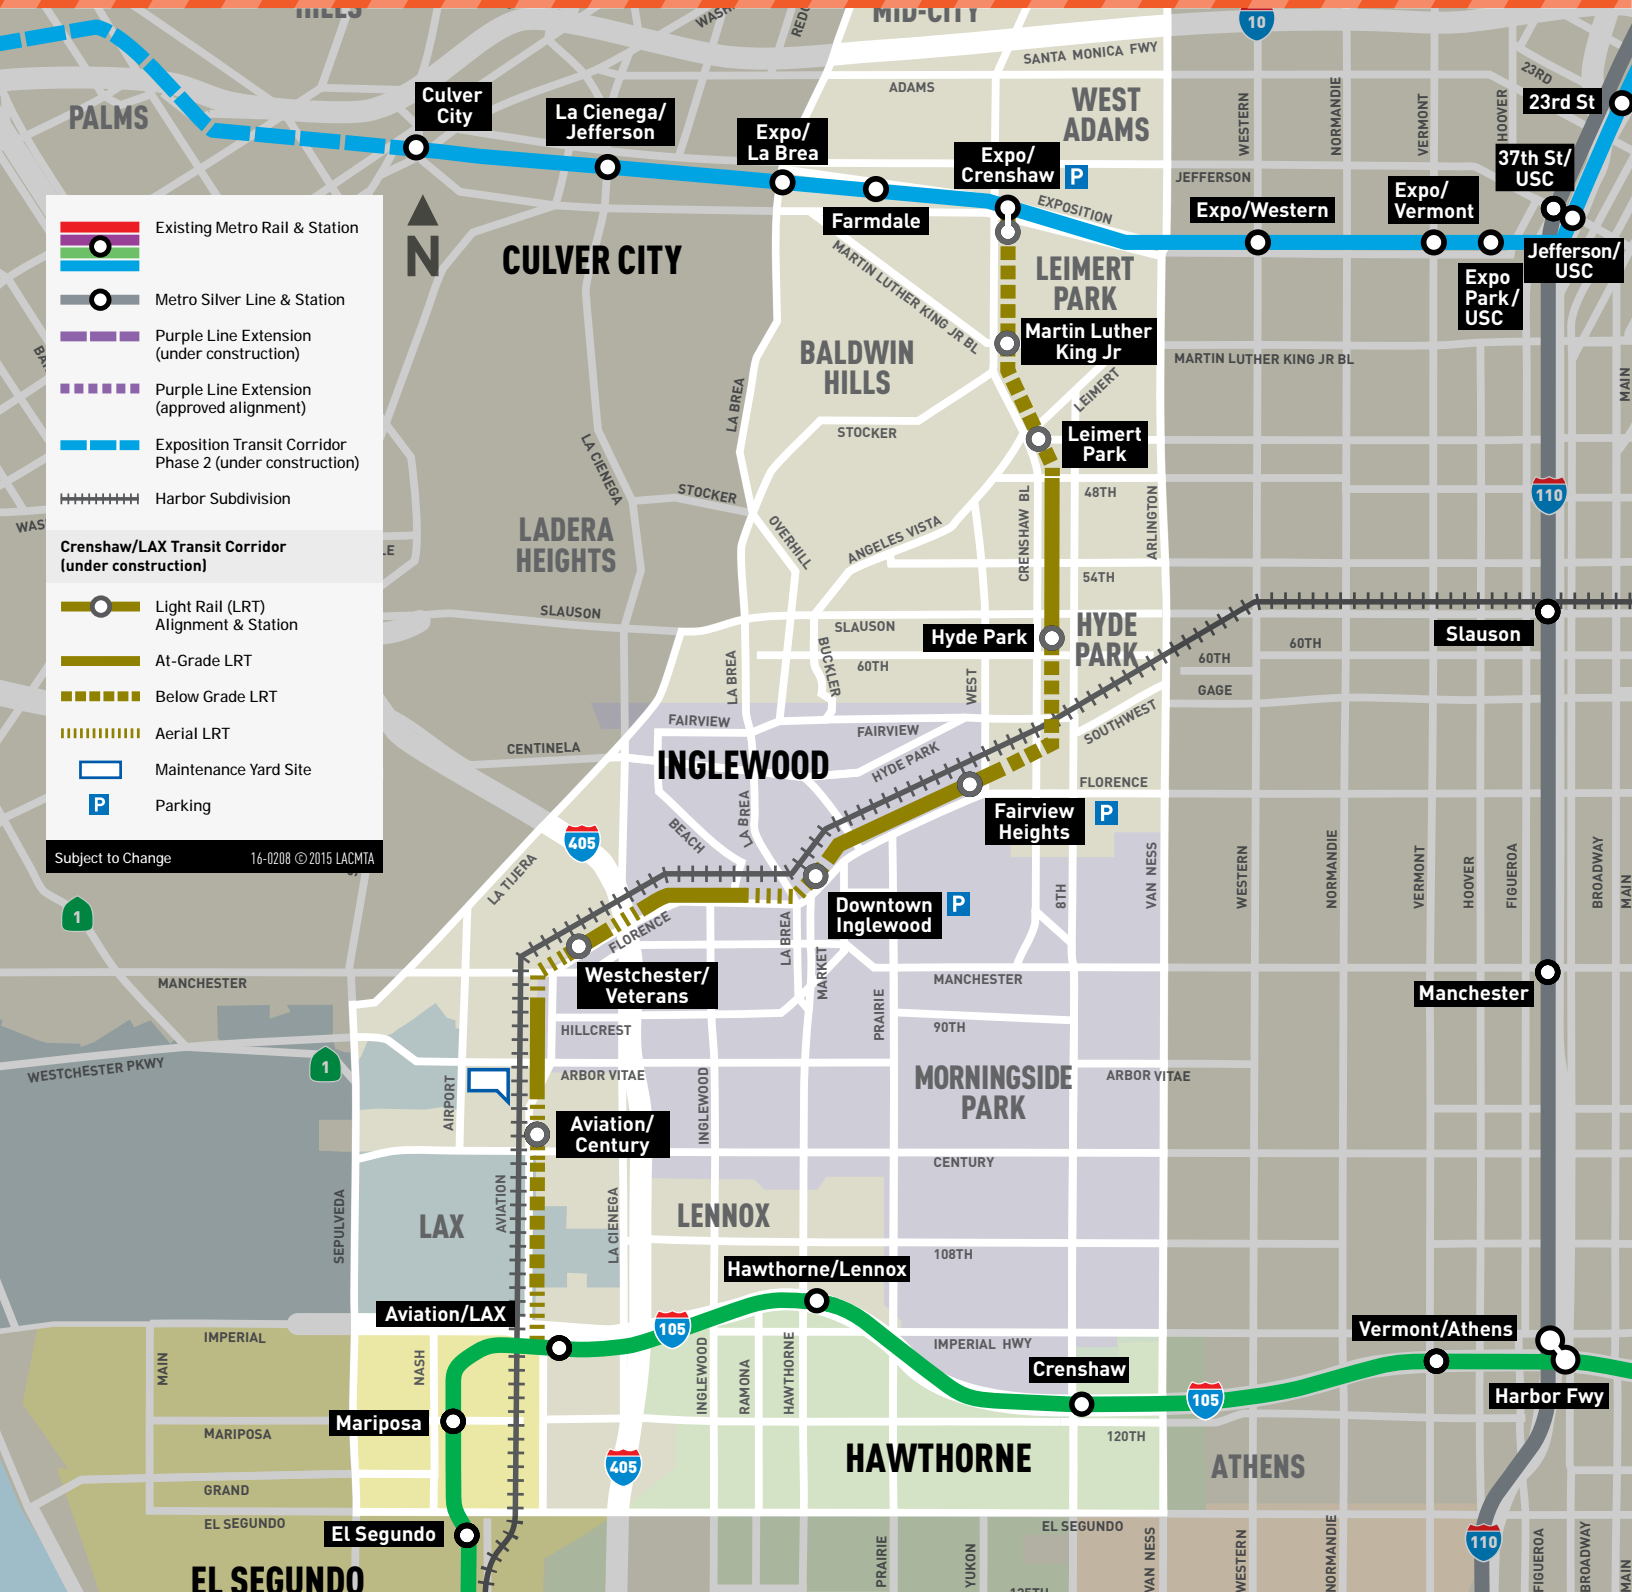 HILLS
MID-CITY
10
SANTA MONICA FWY
ADAMS
23RD
PALMS
WEST
ADAMS
Culver
City
La Cienega/
Jefferson
Expo/
La Brea
Expo/
Crenshaw
P
Farmdale
EXPOSITION
JEFFERSON
WESTERN
NORMANDIE
VERMONT
HOOVER
23rd St
37th St/
USC
Expo/Western
Expo/
Vermont
Expo
Park/
USC
Jefferson/
USC
N
CULVER CITY
LEIMERT
PARK
MARTIN LUTHER KING JR BL
Martin Luther
King Jr
MARTIN LUTHER KING JR BL
MAIN
BALDWIN
HILLS
LEIMERT
Leimert
Park
LA BREA
STOCKER
LA CIENEGA
STOCKER
OVERHILL
ANGELES VISTA
CRENSHAW BL
48TH
ARLINGTON
54TH
110
LADERA
HEIGHTS
SLAUSON
SLAUSON
60TH
Hyde Park
HYDE
PARK
60TH
60TH
GAGE
Slauson
LA BREA
BUCKLER
WEST
SOUTHWEST
Existing Metro Rail & Station
Metro Silver Line & Station
Purple Line Extension
(under construction)
Purple Line Extension
(approved alignment)
Exposition Transit Corridor
Phase 2 (under construction)
Harbor Subdivision
Crenshaw/LAX Transit Corridor
(under construction)
Light Rail (LRT)
Alignment & Station
At-Grade LRT
Below Grade LRT
Aerial LRT
Maintenance Yard Site
P
Parking
Subject to Change
16-0208 ©2015 LACMTA
FAIRVIEW
FAIRVIEW
CENTINELA
INGLEWOOD
HYDE PARK
FLORENCE
Fairview
Heights
P
BEACH
LA BREA
405
LA TIJERA
1
FLORENCE
Downtown
Inglewood
P
8TH
VAN NESS
WESTERN
NORMANDIE
VERMONT
HOOVER
FIGUEROA
BROADWAY
MAIN
LA BREA
MARKET
Westchester/
Veterans
MANCHESTER
MANCHESTER
Manchester
HILLCREST
PRAIRIE
90TH
WESTCHESTER PKWY
1
AIRPORT
ARBOR VITAE
INGLEWOOD
MORNINGSIDE
PARK
ARBOR VITAE
Aviation/
Century
CENTURY
SEPULVEDA
LAX
AVIATION
LA CIENEGA
LENNOX
108TH
Hawthorne/Lennox
Aviation/LAX
105
IMPERIAL
IMPERIAL HWY
Vermont/Athens
MAIN
NASH
INGLEWOOD
RAMONA
HAWTHORNE
Crenshaw
105
Harbor Fwy
Mariposa
MARIPOSA
120TH
HAWTHORNE
405
ATHENS
GRAND
EL SEGUNDO
El Segundo
EL SEGUNDO
PRAIRIE
YUKON
VAN NESS
WESTERN
NORMANDIE
110
FIGUEROA
BROADWAY
MAIN
EL SEGUNDO